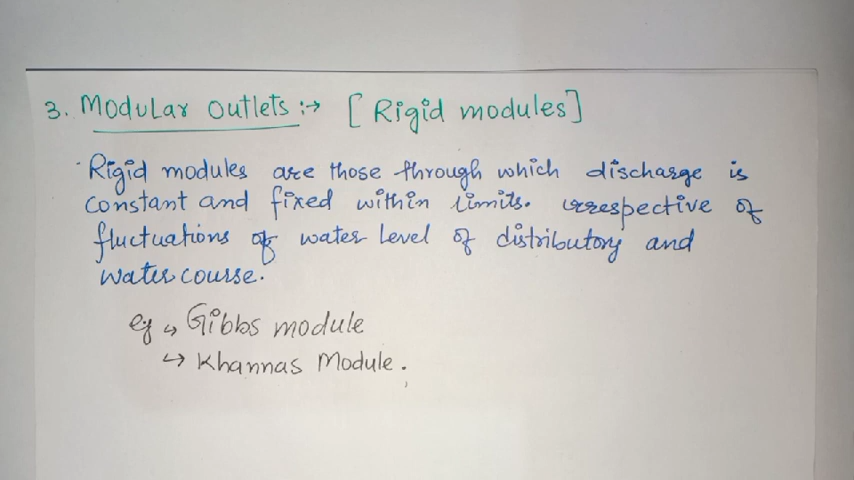 3. Modular Outlets :→ [Rigid modules]
Rigid modules are those through which discharge is
constant and fixed within limits. irrespective of
fluctuations of water level of distributory and
water course.
eg ↳ Gibbs module
↳ Khannas Module.